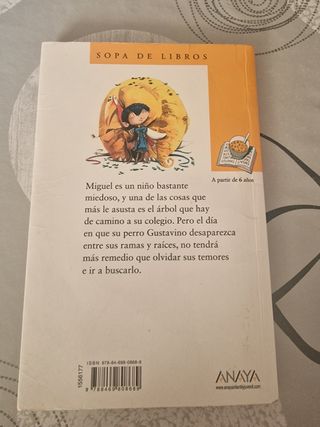 SOPA DE LIBROS
A partir de 6 años
Miguel es un niño bastante
miedoso, y una de las cosas que
más le asusta es el árbol que hay
de camino a su colegio. Pero el día
en que su perro Gustavino desaparezca
entre sus ramas y raíces, no tendrá
más remedio que olvidar sus temores
e ir a buscarlo.
1556177
ANAYA